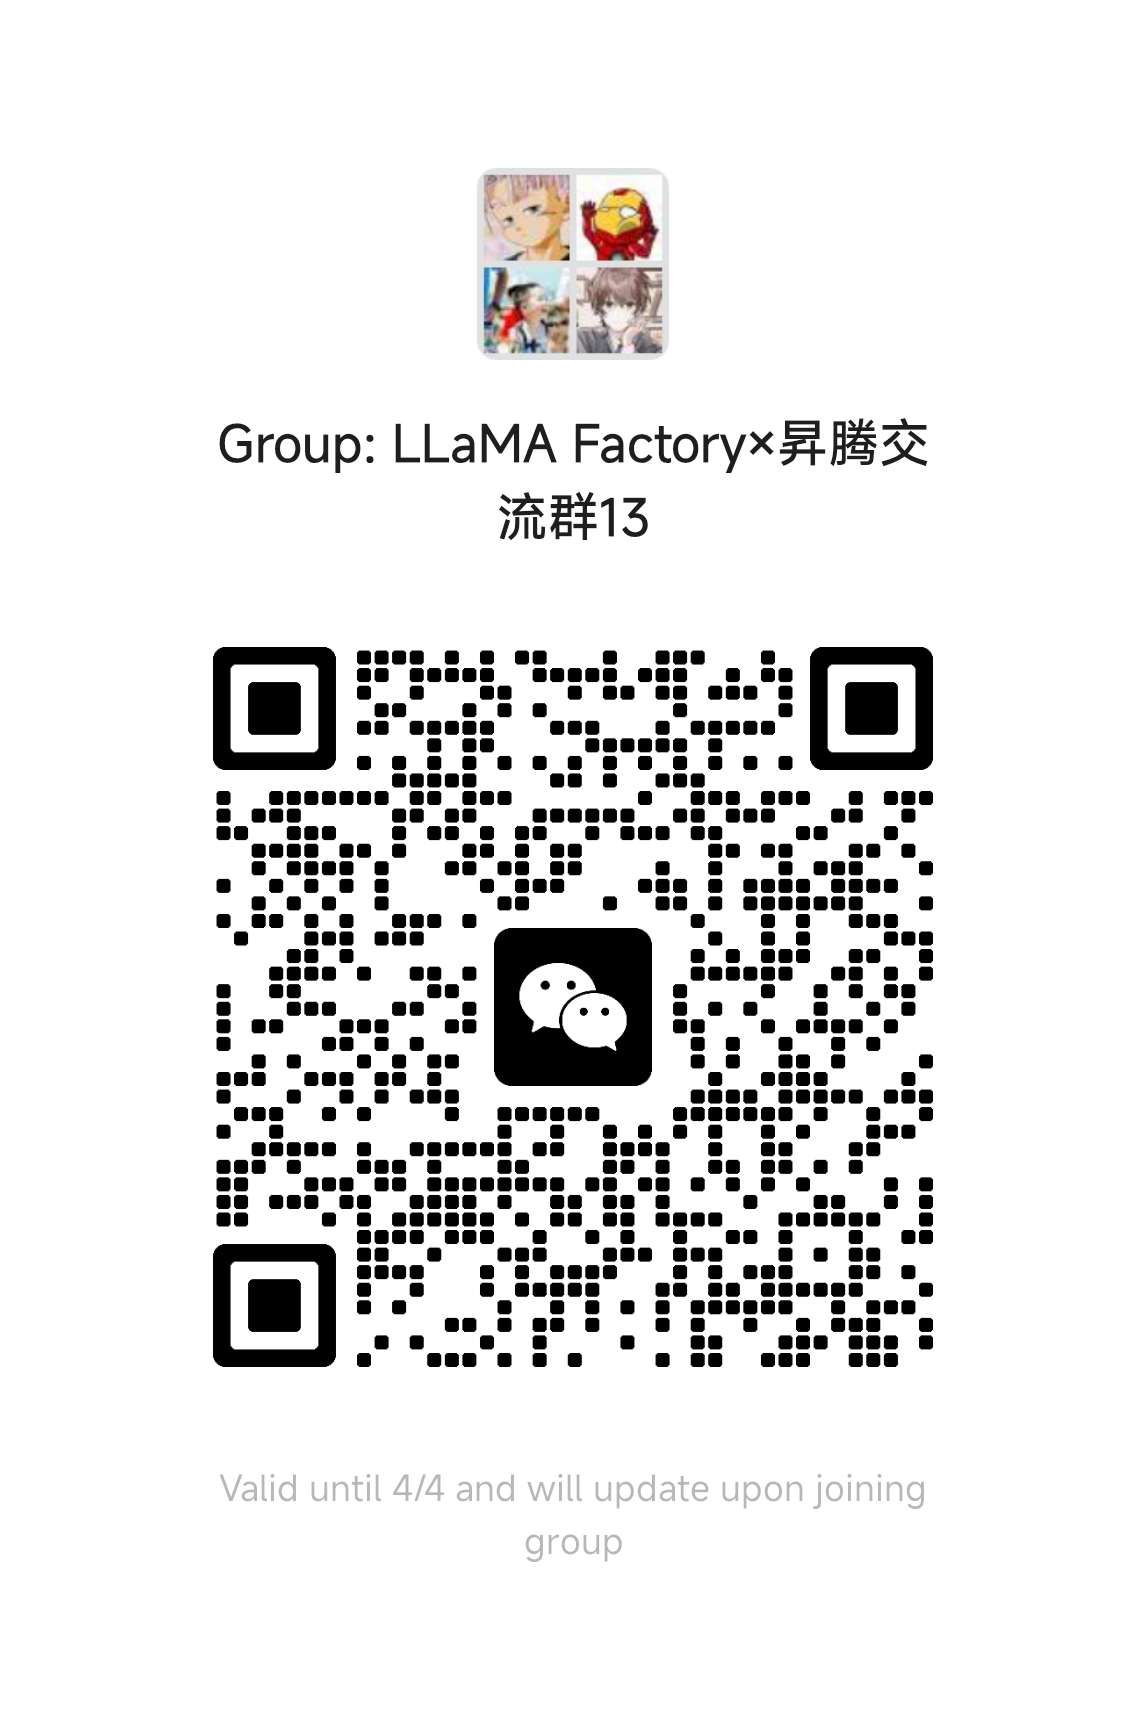 Group: LLaMA Factory×昇腾交
流群13
Valid until 4/4 and will update upon joining
group